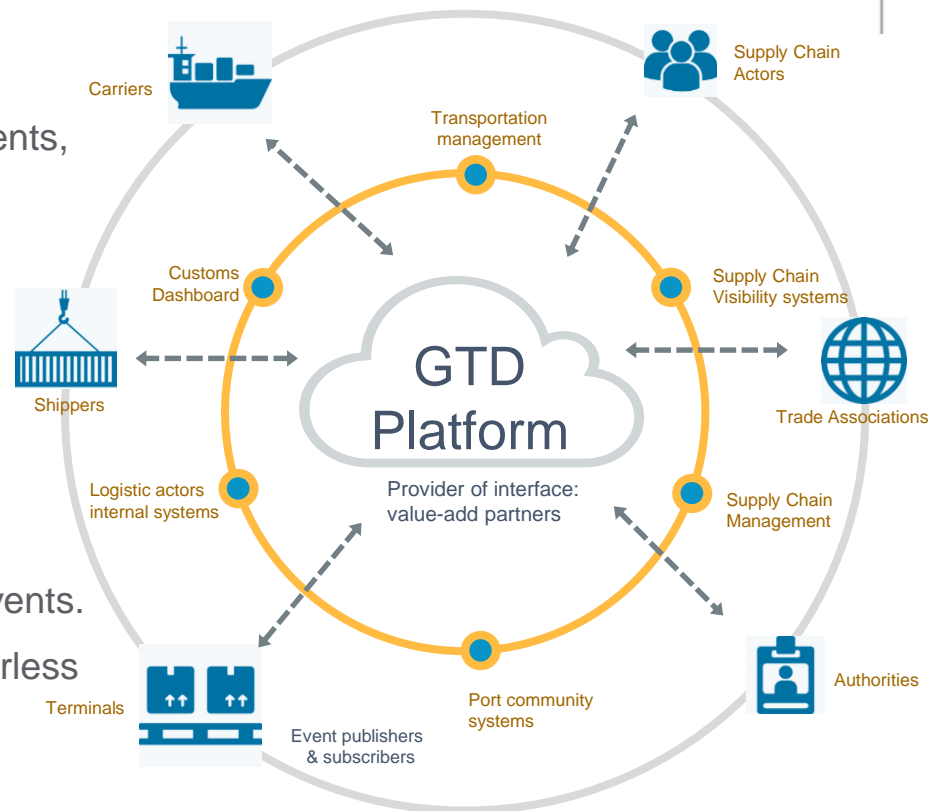 Supply Chain
Actors
Carriers
Transportation
management
ents,
Customs
Dashboard
Supply Chain
Visibility systems
GTD
Platform
Shippers
Trade Associations
Provider of interface:
value-add partners
Logistic actors
internal systems
Supply Chain
Management
vents.
rless
Terminals
Port community
systems
Authorities
Event publishers
& subscribers